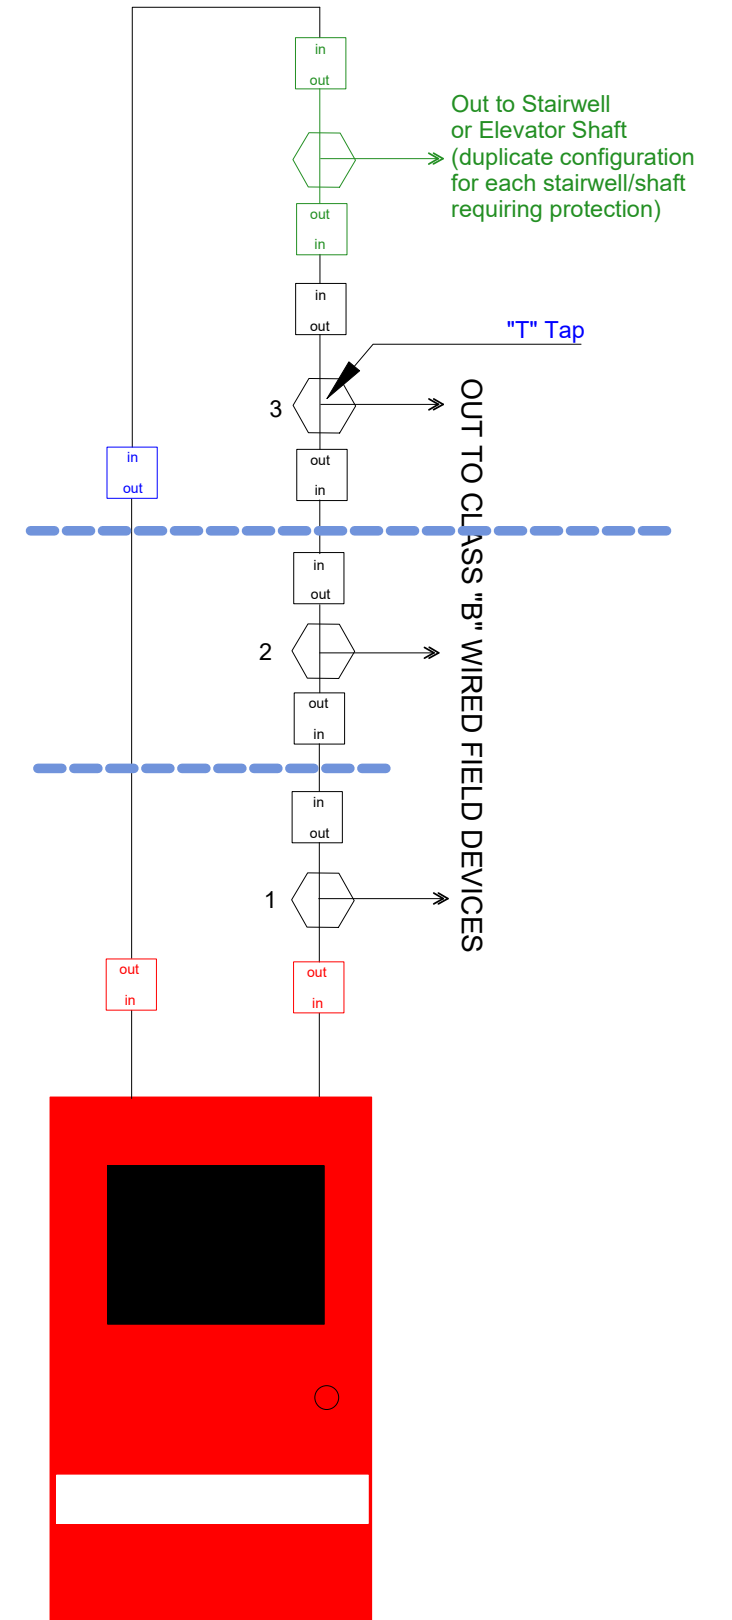 in
out
Out to Stairwell
or Elevator Shaft
(duplicate configuration
for each stairwell/shaft
requiring protection)
out
in
in
out
"T" Tap
3
OUT TO CLASS "B" WIRED FIELD DEVICES
out
in
in
out
in
out
2
out
in
in
out
1
out
in
out
in